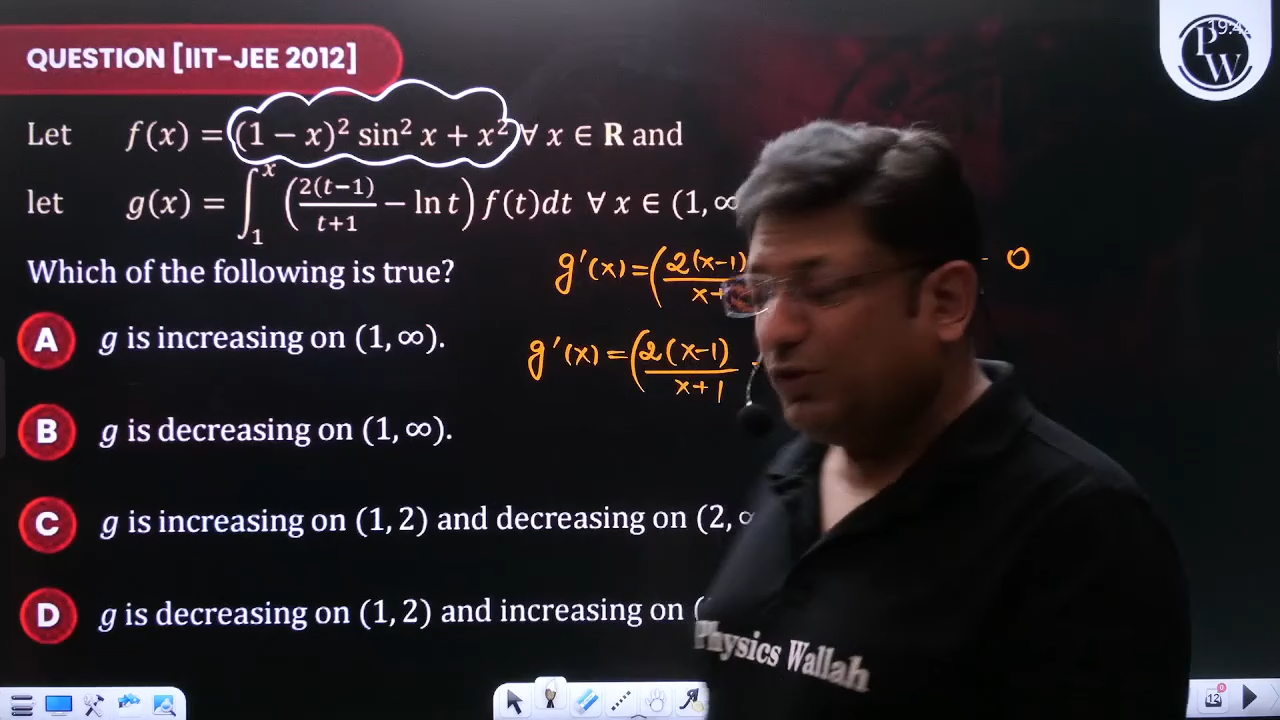 QUESTION [IIT-JEE 2012]
PW
Let f(x) = (1 − x)² sin² x + x² ∀ x ∈ R and
let g(x) = ∫₁ˣ (2(t−1)/t+1 − ln t) f(t)dt ∀ x ∈ (1, ∞
Which of the following is true?
g'(x) = (2(x-1)/x+ - 0
A g is increasing on (1, ∞).
g'(x) = (2(x-1)/x+1
B g is decreasing on (1, ∞).
C g is increasing on (1, 2) and decreasing on (2,
D g is decreasing on (1, 2) and increasing on (
Physics Wallah
12